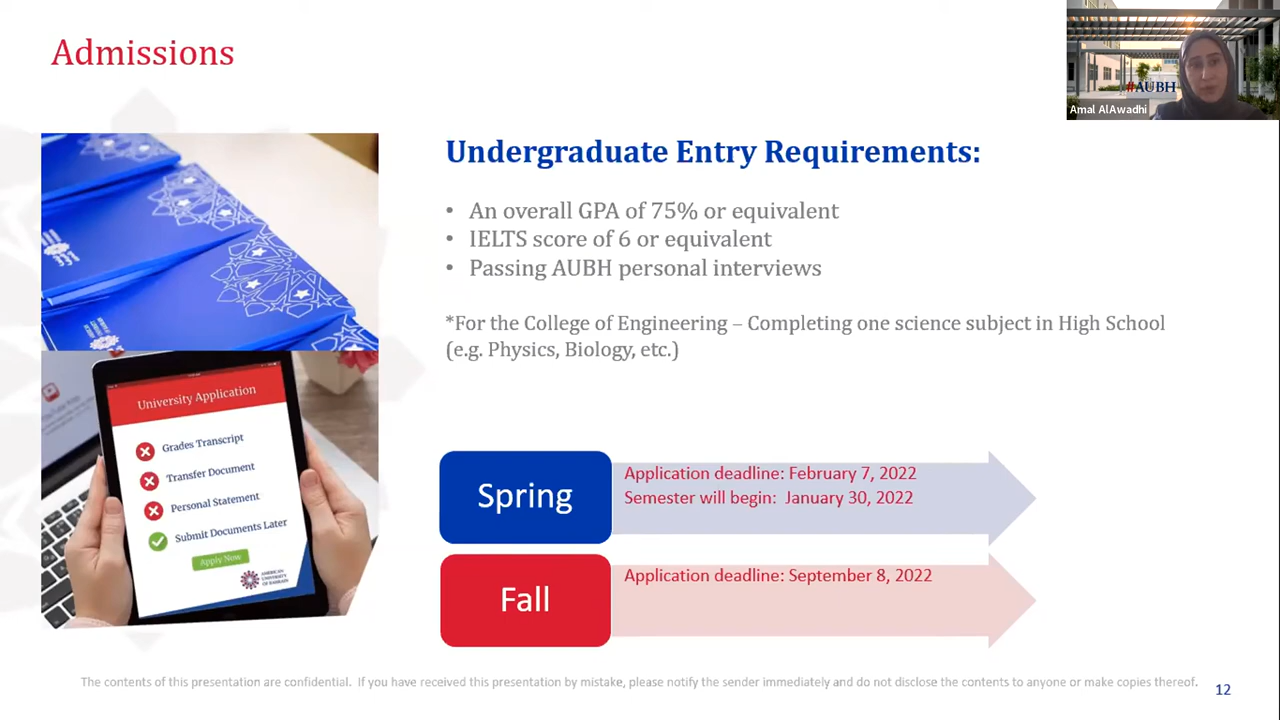 Admissions
#AUBH
Amal AlAwadhi
Undergraduate Entry Requirements:
• An overall GPA of 75% or equivalent
• IELTS score of 6 or equivalent
• Passing AUBH personal interviews
*For the College of Engineering – Completing one science subject in High School
(e.g. Physics, Biology, etc.)
University Application
Grades Transcript
Transfer Document
Personal Statement
Submit Documents Later
Apply Now
AMERICAN
UNIVERSITY
OF BAHRAIN
Spring
Application deadline: February 7, 2022
Semester will begin: January 30, 2022
Fall
Application deadline: September 8, 2022
The contents of this presentation are confidential. If you have received this presentation by mistake, please notify the sender immediately and do not disclose the contents to anyone or make copies thereof.
12